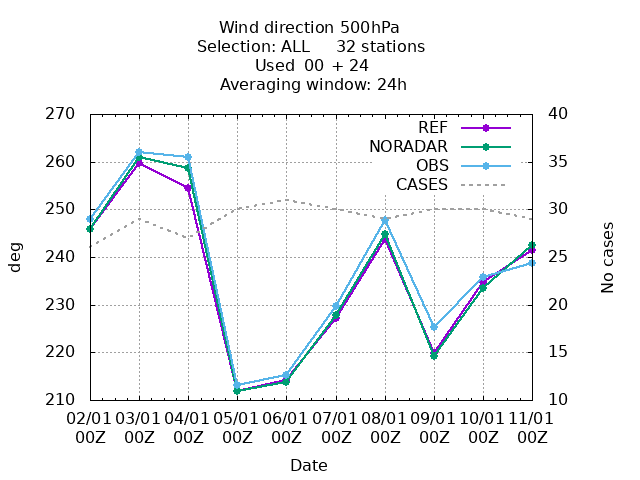 Wind direction 500hPa
Selection: ALL 32 stations
Used 00 + 24
Averaging window: 24h
270 40
REF
NORADAR
260 35
OBS
CASES
250 30
240 25
deg
No cases
230 20
220 15
210 10
02/01 03/01 04/01 05/01 06/01 07/01 08/01 09/01 10/01 11/01
00Z 00Z 00Z 00Z 00Z 00Z 00Z 00Z 00Z 00Z
Date